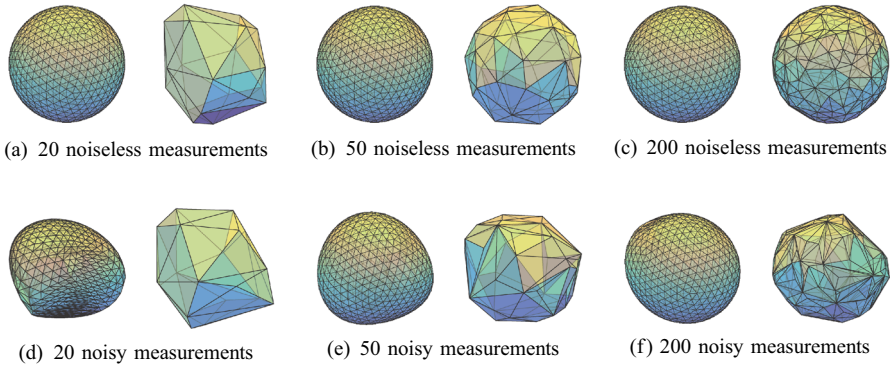 (a) 20 noiseless measurements
(b) 50 noiseless measurements
(c) 200 noiseless measurements
(d) 20 noisy measurements
(e) 50 noisy measurements
(f) 200 noisy measurements